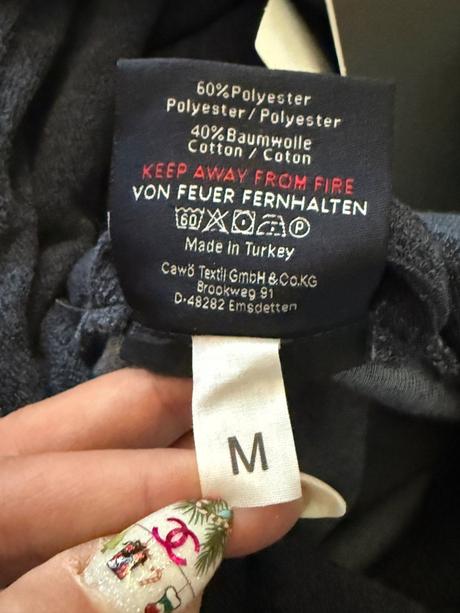 60%Polyester
Polyester / Polyester
40%Baumwolle
Cotton / Coton
KEEP AWAY FROM FIRE
VON FEUER FERNHALTEN
60 P
Made in Turkey
Cawö Textil GmbH & Co.KG
Brookweg 91
D-48282 Emsdetten
M